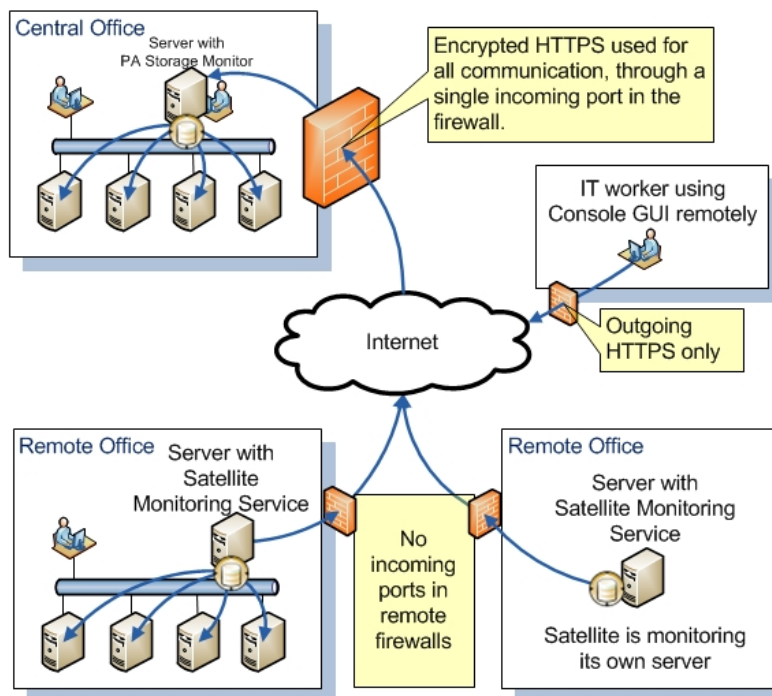 Central Office
Server with
PA Storage Monitor
Encrypted HTTPS used for
all communication, through a
single incoming port in the
firewall.
IT worker using
Console GUI remotely
Outgoing
HTTPS only
Internet
Remote Office
Server with
Satellite
Monitoring Service
No
incoming
ports in
remote
firewalls
Remote Office
Server with
Satellite Monitoring
Service
Satellite is monitoring
its own server